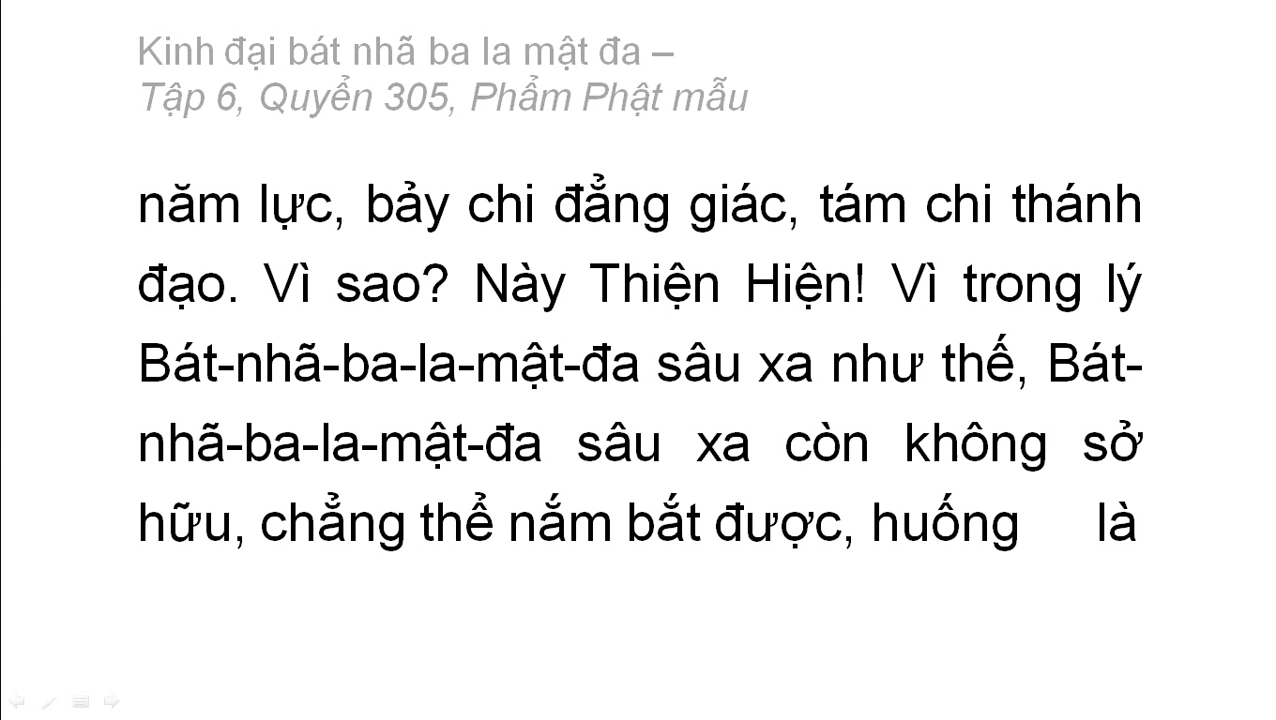 Kinh đại bát nhã ba la mật đa –
Tập 6, Quyển 305, Phẩm Phật mẫu
năm lực, bảy chi đẳng giác, tám chi thánh
đạo. Vì sao? Này Thiện Hiện! Vì trong lý
Bát-nhã-ba-la-mật-đa sâu xa như thế, Bát-
nhã-ba-la-mật-đa sâu xa còn không sở
hữu, chẳng thể nắm bắt được, huống là